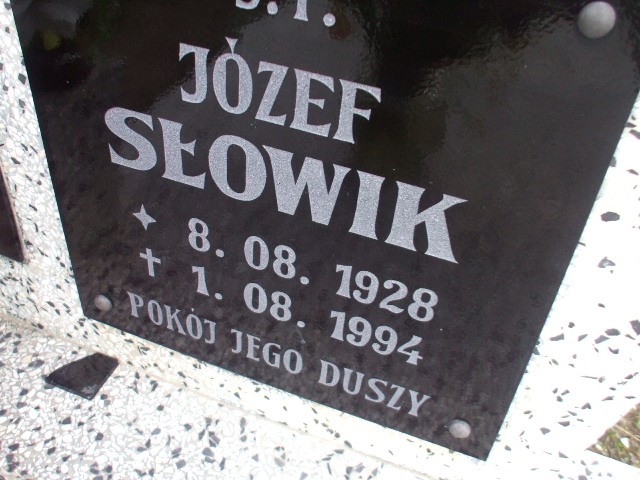 JÓZEF
SŁOWIK
8. 08. 1928
1. 08. 1994
POKÓJ JEGO DUSZY